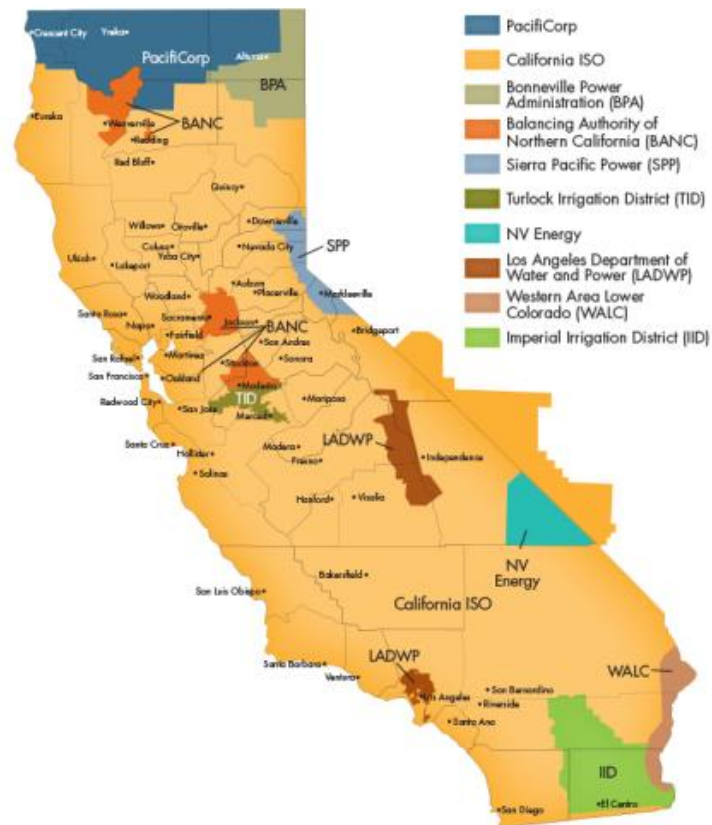 Crescent City
Yreka
PacifiCorp
Alturas
BPA
Eureka
Weaverville
BANC
Redding
Red Bluff
Quincy
Willows
Oroville
Downieville
Colusa
Nevada City
SPP
Ukiah
Lakeport
Yuba City
Auburn
Woodland
Placerville
Markleeville
Santa Rosa
Sacramento
Jackson
BANC
Napa
Fairfield
San Andres
Bridgeport
San Rafael
Martinez
Stockton
Sonora
San Francisco
Oakland
Modesto
Redwood City
TID
San Jose
Merced
Mariposa
LADWP
Santa Cruz
Hollister
Madera
Fresno
Independence
Salinas
Hanford
Visalia
NV
Energy
Bakersfield
San Luis Obispo
California ISO
LADWP
WALC
Santa Barbara
Ventura
Los Angeles
San Bernardino
Riverside
Santa Ana
IID
El Centro
San Diego
PacifiCorp
California ISO
Bonneville Power
Administration (BPA)
Balancing Authority of
Northern California (BANC)
Sierra Pacific Power (SPP)
Turlock Irrigation District (TID)
NV Energy
Los Angeles Department of
Water and Power (LADWP)
Western Area Lower
Colorado (WALC)
Imperial Irrigation District (IID)